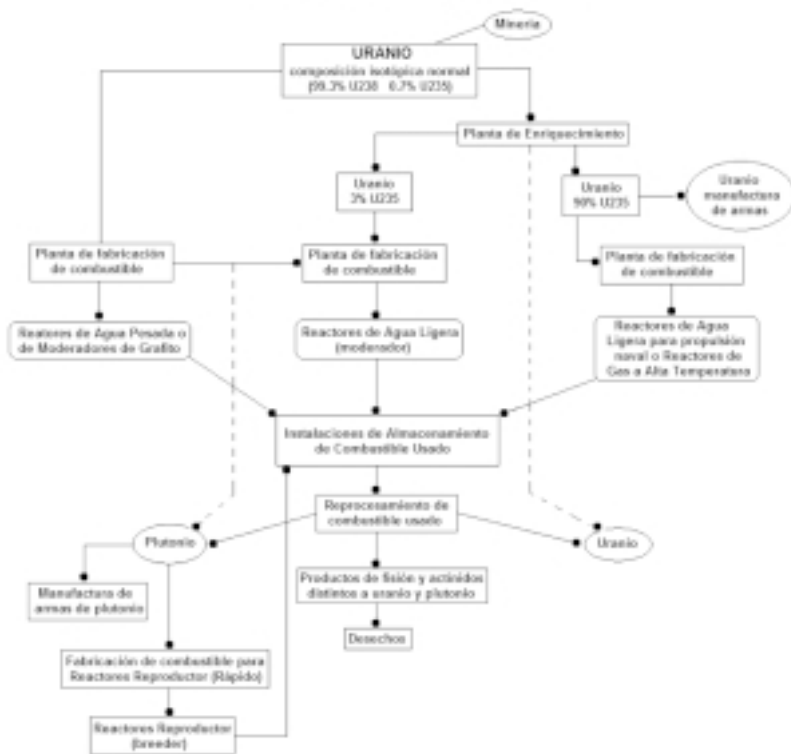 Minería
URANIO
composición isotópica normal
(99.3% U238 0.7% U235)
Planta de Enriquecimiento
Uranio
3% U235
Uranio
90% U235
Uranio
manufactura
de armas
Planta de fabricación
de combustible
Planta de fabricación
de combustible
Planta de fabricación
de combustible
Reatores de Agua Pesada o
de Moderadores de Grafito
Reactores de Agua Ligera
(moderador)
Reactores de Agua
Ligera para propulsión
naval o Reactores de
Gas a Alta Temperatura
Instalaciones de Almacenamiento
de Combustible Usado
Reprocesamiento de
combustible usado
Plutonio
Uranio
Manufactura de
armas de plutonio
Productos de fisión y actínidos
distintos a uranio y plutonio
Desechos
Fabricación de combustible para
Reactores Reproductor (Rápido)
Reactores Reproductor
(breeder)